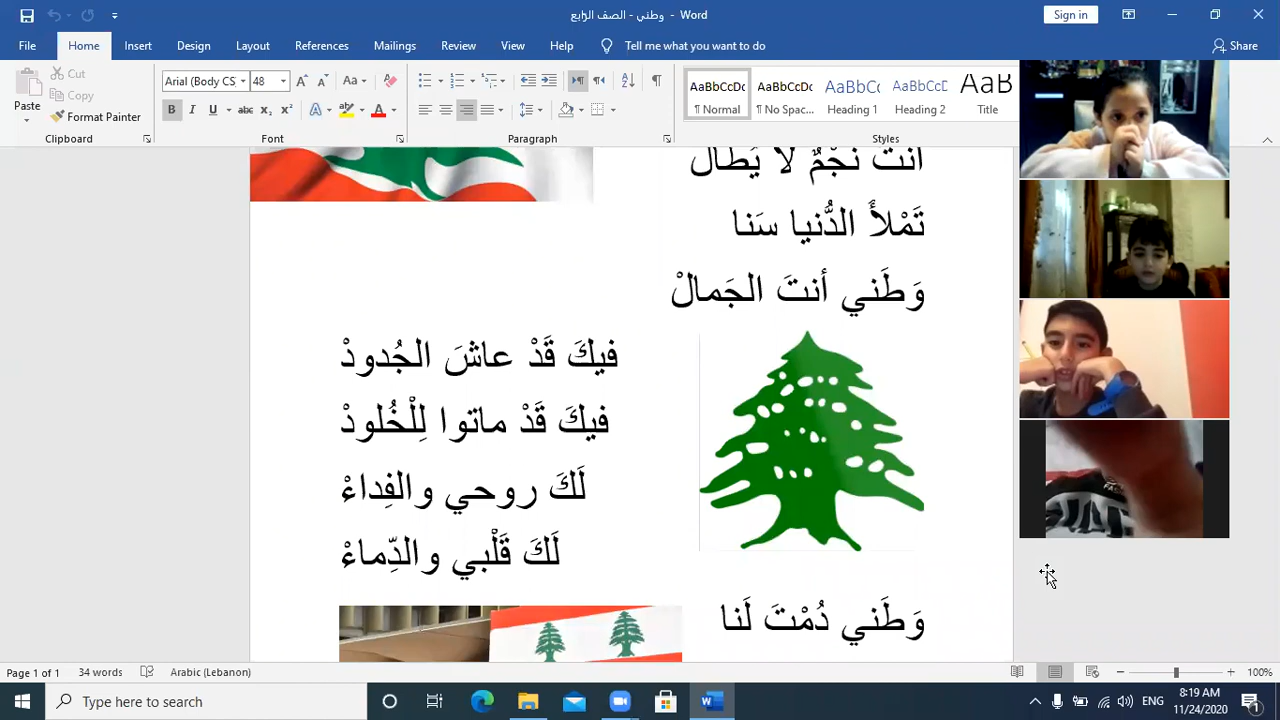 وطني - الصف الرابع - Word
Sign in
File Home Insert Design Layout References Mailings Review View Help Tell me what you want to do Share
Paste
Cut
Copy
Format Painter
Clipboard
Arial (Body CS 48
Font
Paragraph
AaBbCcDc ¶ Normal
AaBbCcDc ¶ No Spac...
AaBbCc Heading 1
AaBbCcD Heading 2
AaB Title
Styles
أنتَ نَجْمٌ لا يُطال
تَمْلأُ الدُّنيا سَنا
وَطَني أنتَ الجَمالْ
فيكَ قَدْ عاشَ الجُدودْ
فيكَ قَدْ ماتوا لِلْخُلودْ
لَكَ روحي والفِداءْ
لَكَ قَلْبي والدِّماءْ
وَطَني دُمْتَ لَنا
Page 1 of 1 34 words Arabic (Lebanon) 100%
Type here to search
ENG
8:19 AM
11/24/2020
1